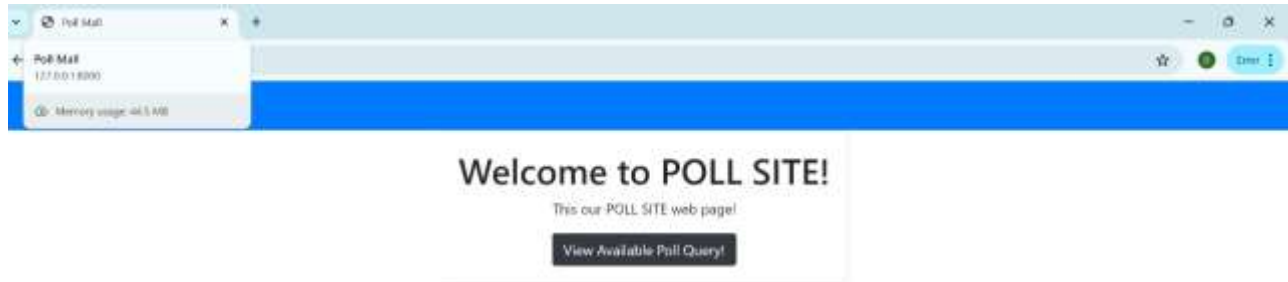 Poll Mall
Poll Mall
127.0.0.1:8000
Error
Memory usage: 44.5 MB
Welcome to POLL SITE!
This our POLL SITE web page!
View Available Poll Query!